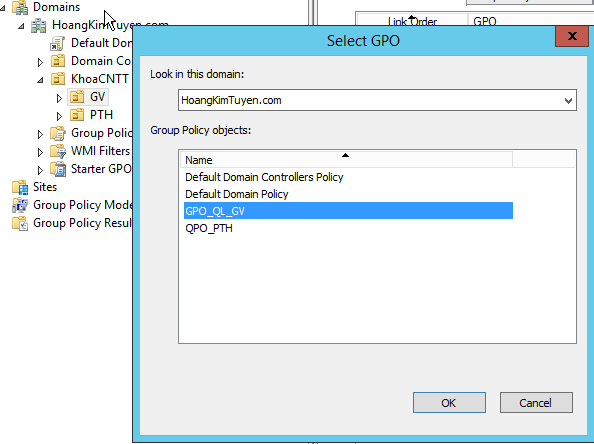 Domains
HoangKimTuyen.com
Default Dom
Domain Co
KhoaCNTT
GV
PTH
Group Polic
WMI Filters
Starter GPO
Sites
Group Policy Mode
Group Policy Resul
Link Order
GPO
Select GPO
Look in this domain:
HoangKimTuyen.com
Group Policy objects:
Name
Default Domain Controllers Policy
Default Domain Policy
GPO_QL_GV
QPO_PTH
OK
Cancel